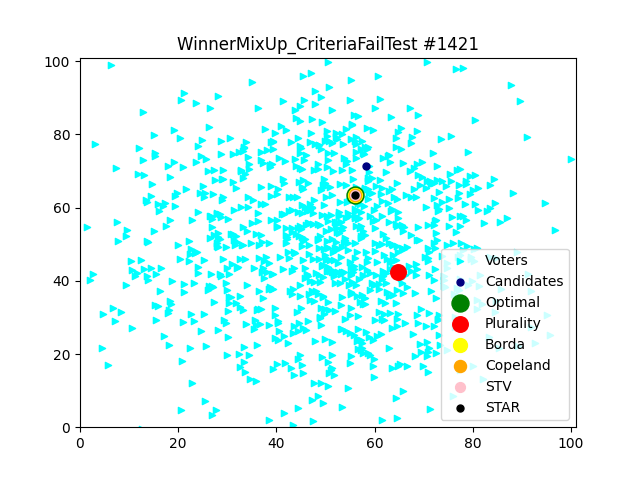 WinnerMixUp_CriteriaFailTest #1421
100
80
60
40
20
0
0
20
40
60
80
100
Voters
Candidates
Optimal
Plurality
Borda
Copeland
STV
STAR